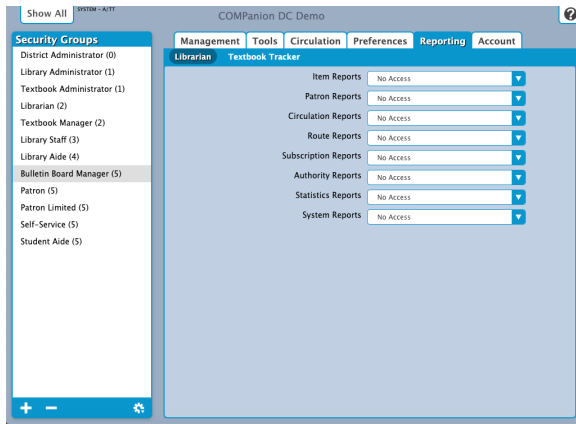 Show All
SYSTEM - A/TT
COMPanion DC Demo
?
Security Groups
District Administrator (0)
Library Administrator (1)
Textbook Administrator (1)
Librarian (2)
Textbook Manager (2)
Library Staff (3)
Library Aide (4)
Bulletin Board Manager (5)
Patron (5)
Patron Limited (5)
Self-Service (5)
Student Aide (5)
Management Tools Circulation Preferences Reporting Account
Librarian Textbook Tracker
Item Reports No Access
Patron Reports No Access
Circulation Reports No Access
Route Reports No Access
Subscription Reports No Access
Authority Reports No Access
Statistics Reports No Access
System Reports No Access